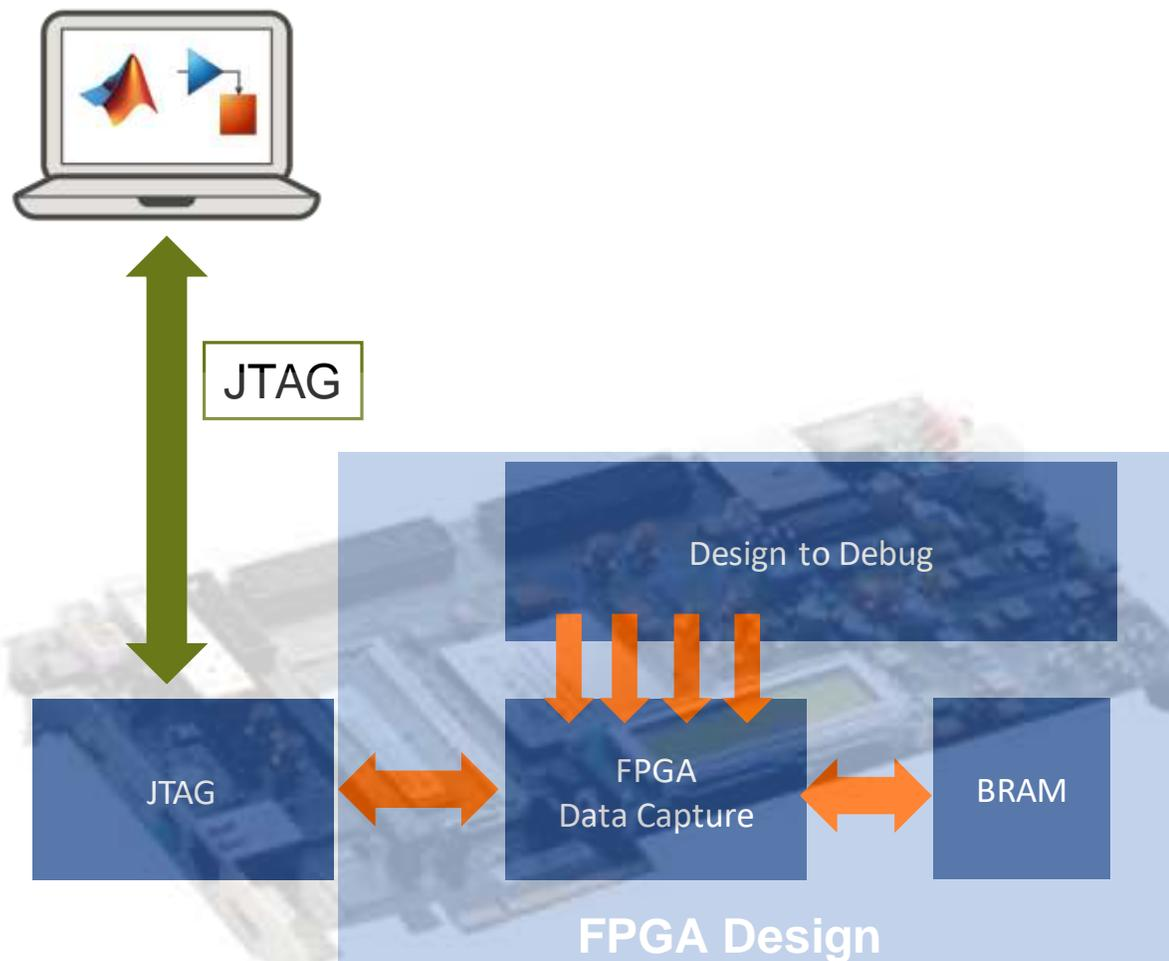 JTAG
Design to Debug
JTAG
FPGA
Data Capture
BRAM
FPGA Design